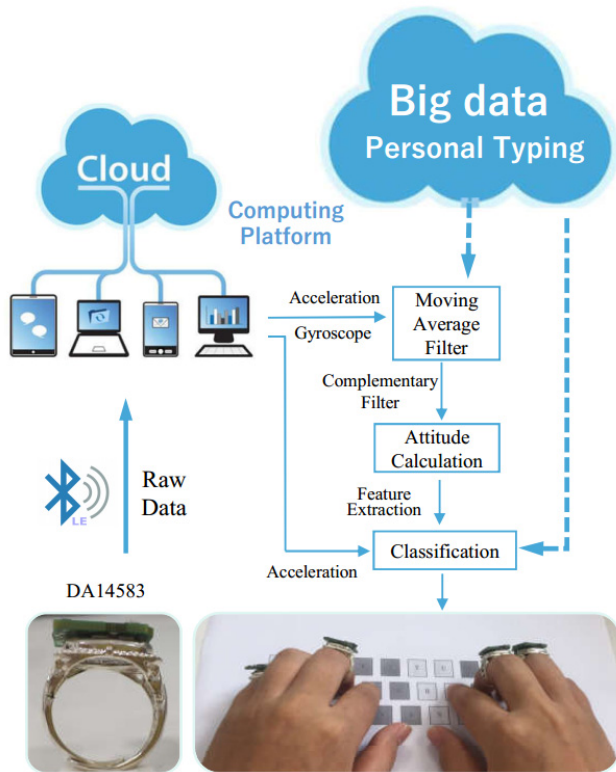 Big data
Personal Typing
Cloud
Computing
Platform
Acceleration
Gyroscope
Moving
Average
Filter
Complementary
Filter
Attitude
Calculation
Feature
Extraction
Classification
Acceleration
LE
Raw
Data
DA14583